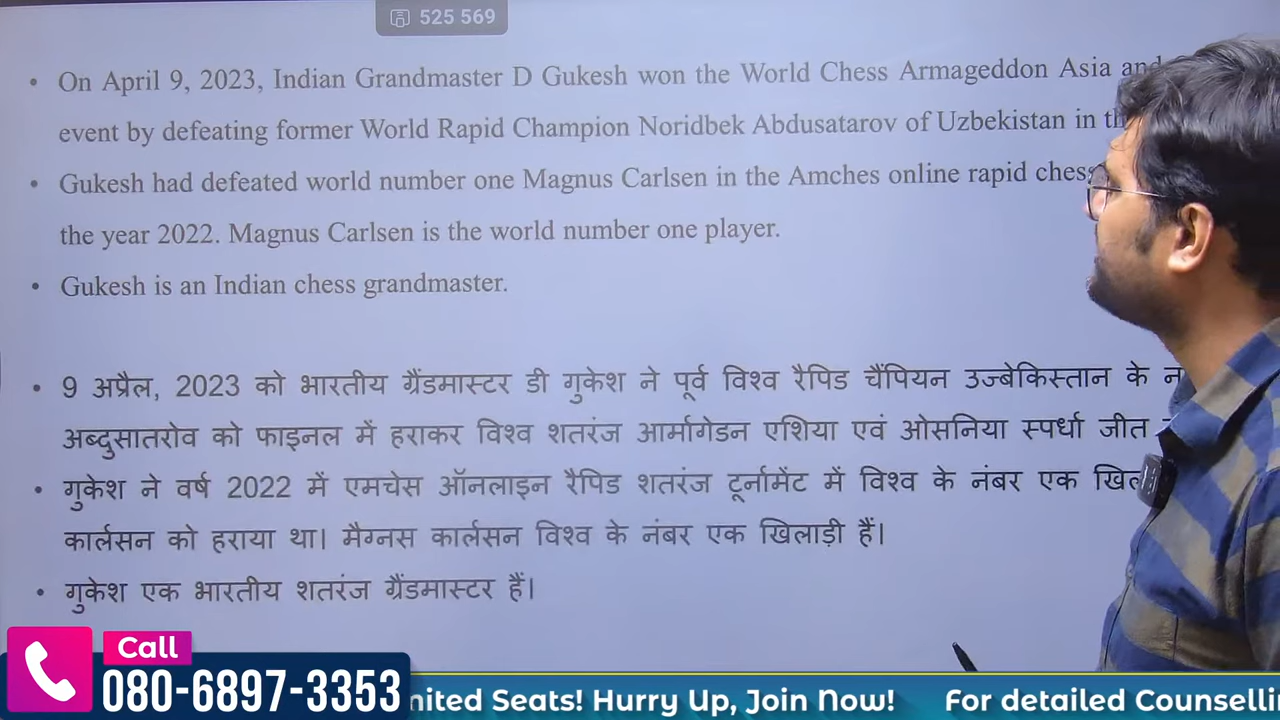 525 569
• On April 9, 2023, Indian Grandmaster D Gukesh won the World Chess Armageddon Asia and
event by defeating former World Rapid Champion Noridbek Abdusatarov of Uzbekistan in
• Gukesh had defeated world number one Magnus Carlsen in the Amches online rapid chess
the year 2022. Magnus Carlsen is the world number one player.
• Gukesh is an Indian chess grandmaster.
• 9 अप्रैल, 2023 को भारतीय ग्रैंडमास्टर डी गुकेश ने पूर्व विश्व रैपिड चैंपियन उज्बेकिस्तान के
अब्दुसातरोव को फाइनल में हराकर विश्व शतरंज आर्मागेडन एशिया एवं ओसनिया स्पर्धा जीत
• गुकेश ने वर्ष 2022 में एमचेस ऑनलाइन रैपिड शतरंज टूर्नामेंट में विश्व के नंबर एक
कार्लसन को हराया था। मैग्नस कार्लसन विश्व के नंबर एक खिलाड़ी हैं।
• गुकेश एक भारतीय शतरंज ग्रैंडमास्टर हैं।
Call
080-6897-3353
Seats! Hurry Up, Join Now! For detailed